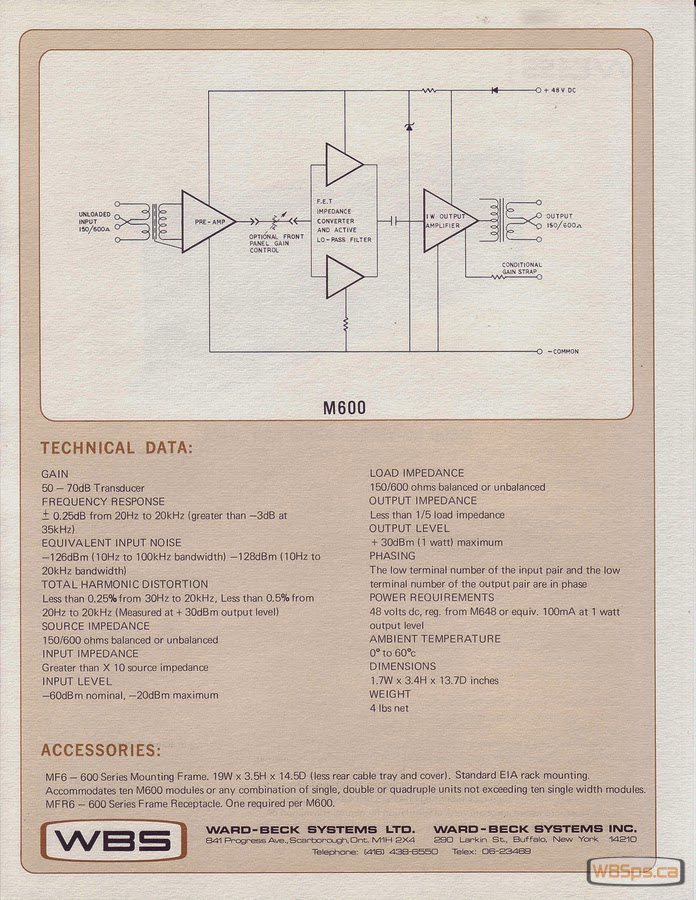 + 48 V. DC
UNLOADED
INPUT
150/600Ω
PRE-AMP
OPTIONAL FRONT
PANEL GAIN
CONTROL
F.E.T
IMPEDANCE
CONVERTER
AND ACTIVE
LO-PASS FILTER
1 W. OUTPUT
AMPLIFIER
OUTPUT
150/600Ω
CONDITIONAL
GAIN STRAP
- COMMON
M600
TECHNICAL DATA:
GAIN
50 – 70dB Transducer
FREQUENCY RESPONSE
± 0.25dB from 20Hz to 20kHz (greater than –3dB at
35kHz)
EQUIVALENT INPUT NOISE
–126dBm (10Hz to 100kHz bandwidth) –128dBm (10Hz to
20kHz bandwidth)
TOTAL HARMONIC DISTORTION
Less than 0.25% from 30Hz to 20kHz, Less than 0.5% from
20Hz to 20kHz (Measured at + 30dBm output level)
SOURCE IMPEDANCE
150/600 ohms balanced or unbalanced
INPUT IMPEDANCE
Greater than X 10 source impedance
INPUT LEVEL
–60dBm nominal, –20dBm maximum
LOAD IMPEDANCE
150/600 ohms balanced or unbalanced
OUTPUT IMPEDANCE
Less than 1/5 load impedance
OUTPUT LEVEL
+ 30dBm (1 watt) maximum
PHASING
The low terminal number of the input pair and the low
terminal number of the output pair are in phase
POWER REQUIREMENTS
48 volts dc, reg. from M648 or equiv. 100mA at 1 watt
output level
AMBIENT TEMPERATURE
0° to 60°c
DIMENSIONS
1.7W x 3.4H x 13.7D inches
WEIGHT
4 lbs net
ACCESSORIES:
MF6 – 600 Series Mounting Frame. 19W x 3.5H x 14.5D (less rear cable tray and cover). Standard EIA rack mounting.
Accommodates ten M600 modules or any combination of single, double or quadruple units not exceeding ten single width modules.
MFR6 – 600 Series Frame Receptacle. One required per M600.
WBS
WARD-BECK SYSTEMS LTD. WARD-BECK SYSTEMS INC.
841 Progress Ave., Scarborough, Ont. M1H 2X4 290 Larkin St., Buffalo, New York 14210
Telephone: (416) 438-6550 Telex: 06-23469
WBSps.ca